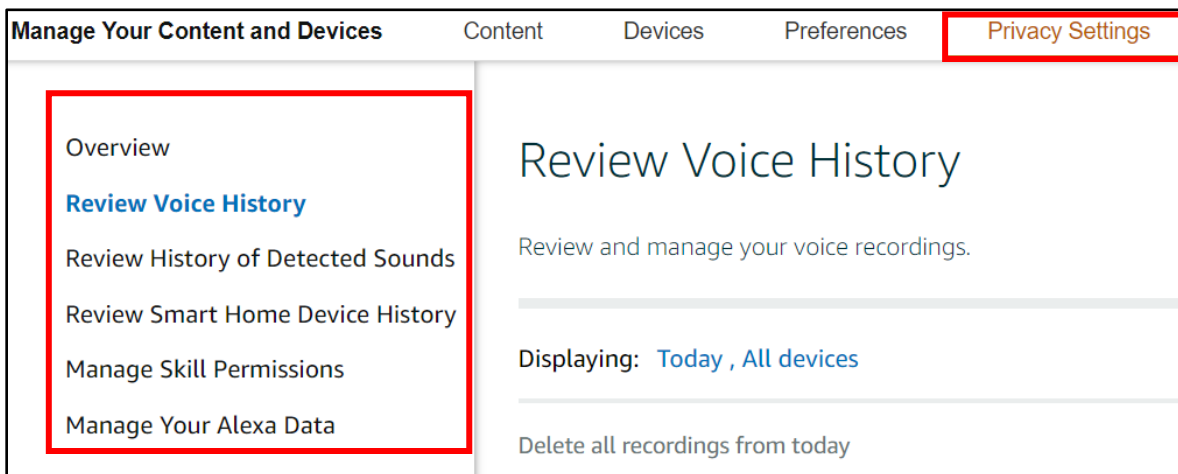 Manage Your Content and Devices Content Devices Preferences Privacy Settings
Overview
Review Voice History
Review History of Detected Sounds
Review Smart Home Device History
Manage Skill Permissions
Manage Your Alexa Data
Review Voice History
Review and manage your voice recordings.
Displaying: Today , All devices
Delete all recordings from today